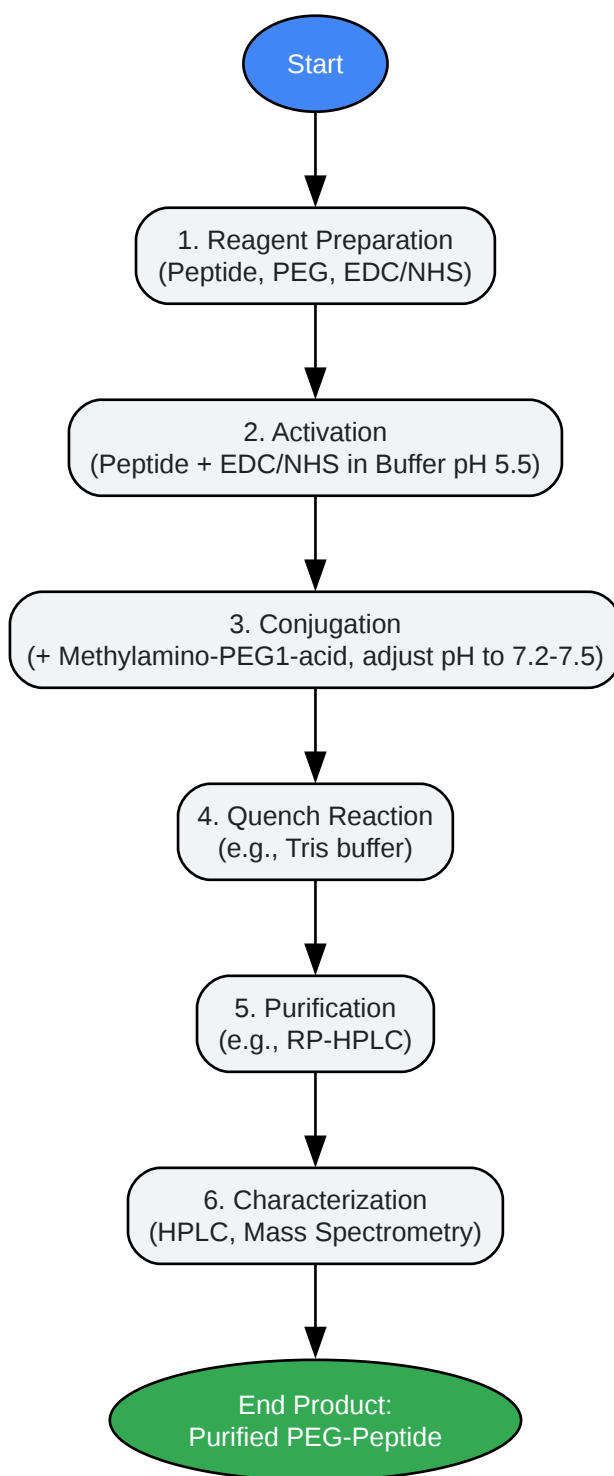 Start
1. Reagent Preparation
(Peptide, PEG, EDC/NHS)
2. Activation
(Peptide + EDC/NHS in Buffer pH 5.5)
3. Conjugation
(+ Methylamino-PEG1-acid, adjust pH to 7.2-7.5)
4. Quench Reaction
(e.g., Tris buffer)
5. Purification
(e.g., RP-HPLC)
6. Characterization
(HPLC, Mass Spectrometry)
End Product:
Purified PEG-Peptide